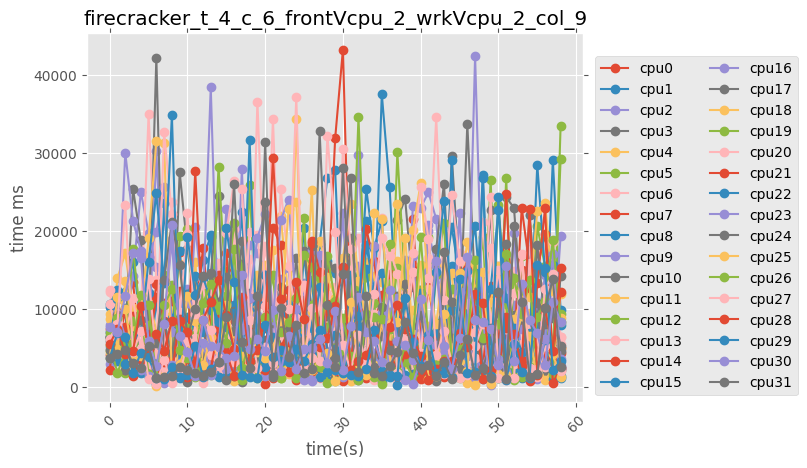 firecracker_t_4_c_6_frontVcpu_2_wrkVcpu_2_col_9
time ms
40000
30000
20000
10000
0
0
10
20
30
40
50
60
time(s)
cpu0
cpu1
cpu2
cpu3
cpu4
cpu5
cpu6
cpu7
cpu8
cpu9
cpu10
cpu11
cpu12
cpu13
cpu14
cpu15
cpu16
cpu17
cpu18
cpu19
cpu20
cpu21
cpu22
cpu23
cpu24
cpu25
cpu26
cpu27
cpu28
cpu29
cpu30
cpu31